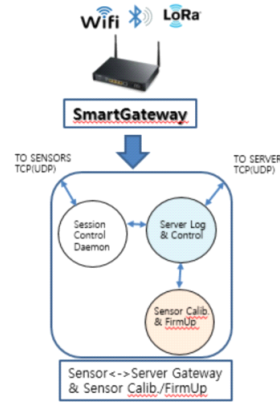 Wifi LoRa
SmartGateway
TO SENSORS
TCP(UDP)
TO SERVER
TCP(UDP)
Session
Control
Daemon
Server Log
& Control
Sensor Calib.
& FirmUp
Sensor<->Server Gateway
& Sensor Calib./FirmUp